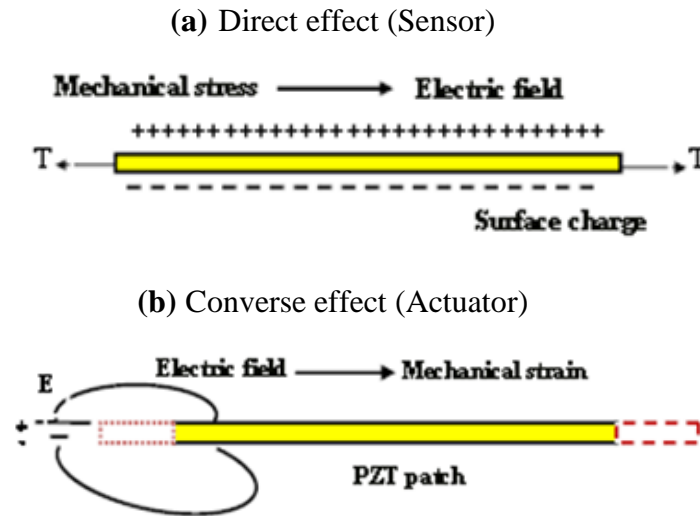 (a) Direct effect (Sensor)
Mechanical stress Electric field
++++++++++++++++++++++++++++++++
T T
Surface charge
(b) Converse effect (Actuator)
Electric field Mechanical strain
E
PZT patch